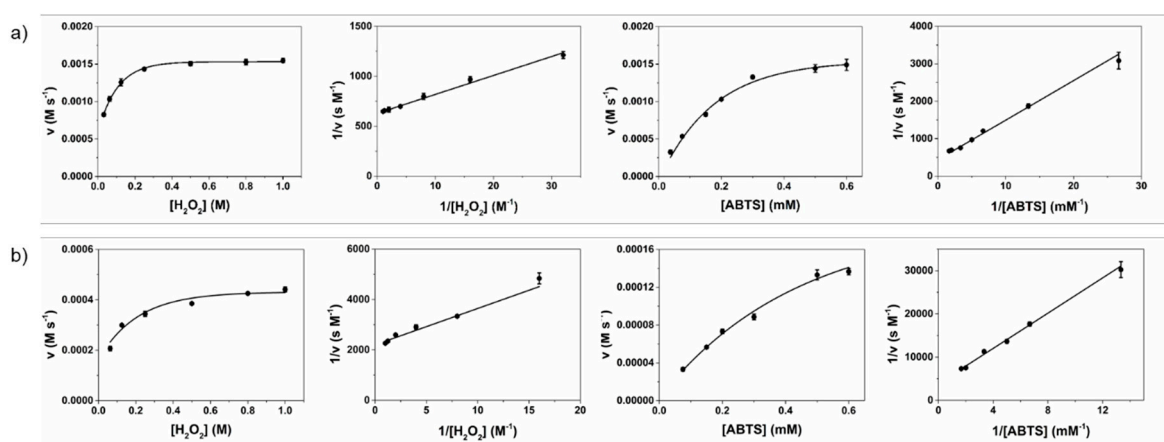 a)
0.0020
0.0015
0.0010
0.0005
0.0000
v (M s⁻¹)
0.0 0.2 0.4 0.6 0.8 1.0
[H₂O₂] (M)
1500
1250
1000
750
500
250
0
1/v (s M⁻¹)
0 10 20 30
1/[H₂O₂] (M⁻¹)
0.0020
0.0015
0.0010
0.0005
0.0000
v (M s⁻¹)
0.0 0.2 0.4 0.6
[ABTS] (mM)
4000
3000
2000
1000
0
1/v (s M⁻¹)
0 10 20 30
1/[ABTS] (mM⁻¹)
b)
0.0006
0.0004
0.0002
0.0000
v (M s⁻¹)
0.0 0.2 0.4 0.6 0.8 1.0
[H₂O₂] (M)
6000
4000
2000
0
1/v (s M⁻¹)
0 5 10 15 20
1/[H₂O₂] (M⁻¹)
0.00016
0.00012
0.00008
0.00004
0.00000
v (M s⁻¹)
0.0 0.2 0.4 0.6
[ABTS] (mM)
30000
20000
10000
0
1/v (s M⁻¹)
0 4 8 12
1/[ABTS] (mM⁻¹)